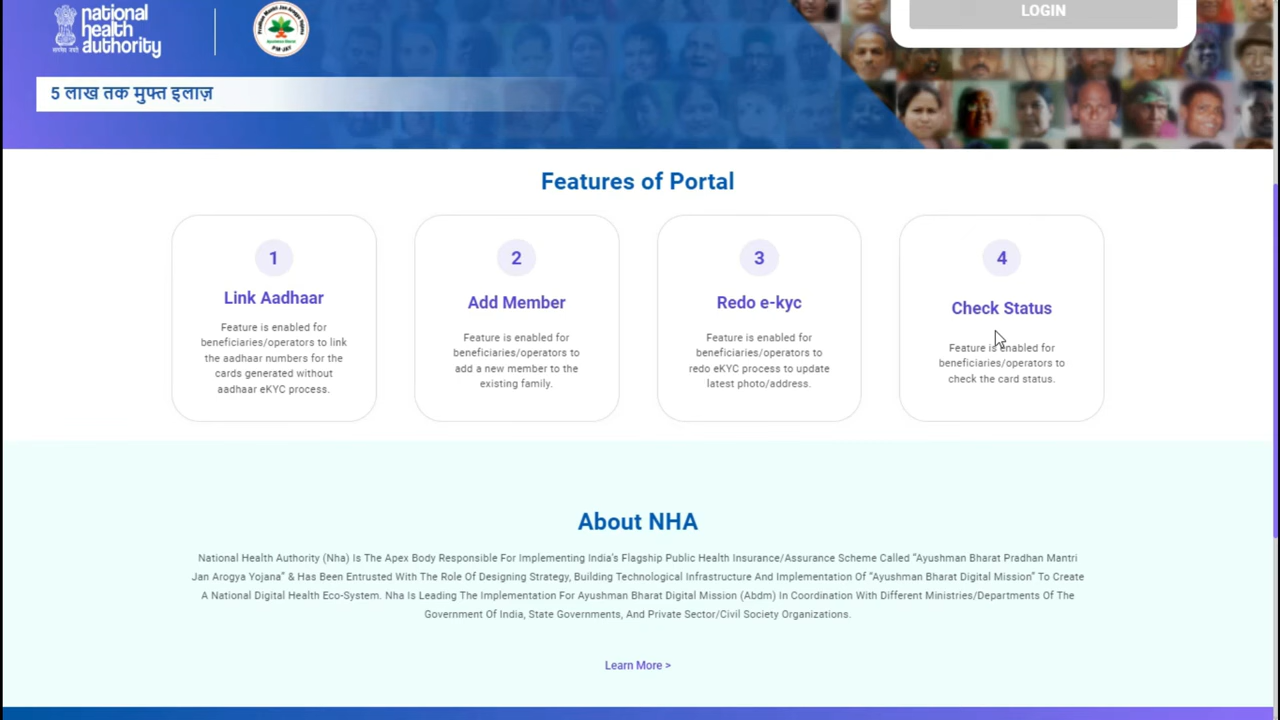 national
health
authority
सत्यमेव जयते
LOGIN
5 लाख तक मुफ्त इलाज़
Features of Portal
1
Link Aadhaar
Feature is enabled for
beneficiaries/operators to link
the aadhaar numbers for the
cards generated without
aadhaar eKYC process.
2
Add Member
Feature is enabled for
beneficiaries/operators to
add a new member to the
existing family.
3
Redo e-kyc
Feature is enabled for
beneficiaries/operators to
redo eKYC process to update
latest photo/address.
4
Check Status
Feature is enabled for
beneficiaries/operators to
check the card status.
About NHA
National Health Authority (Nha) Is The Apex Body Responsible For Implementing India's Flagship Public Health Insurance/Assurance Scheme Called “Ayushman Bharat Pradhan Mantri
Jan Arogya Yojana” & Has Been Entrusted With The Role Of Designing Strategy, Building Technological Infrastructure And Implementation Of “Ayushman Bharat Digital Mission” To Create
A National Digital Health Eco-System. Nha Is Leading The Implementation For Ayushman Bharat Digital Mission (Abdm) In Coordination With Different Ministries/Departments Of The
Government Of India, State Governments, And Private Sector/Civil Society Organizations.
Learn More >